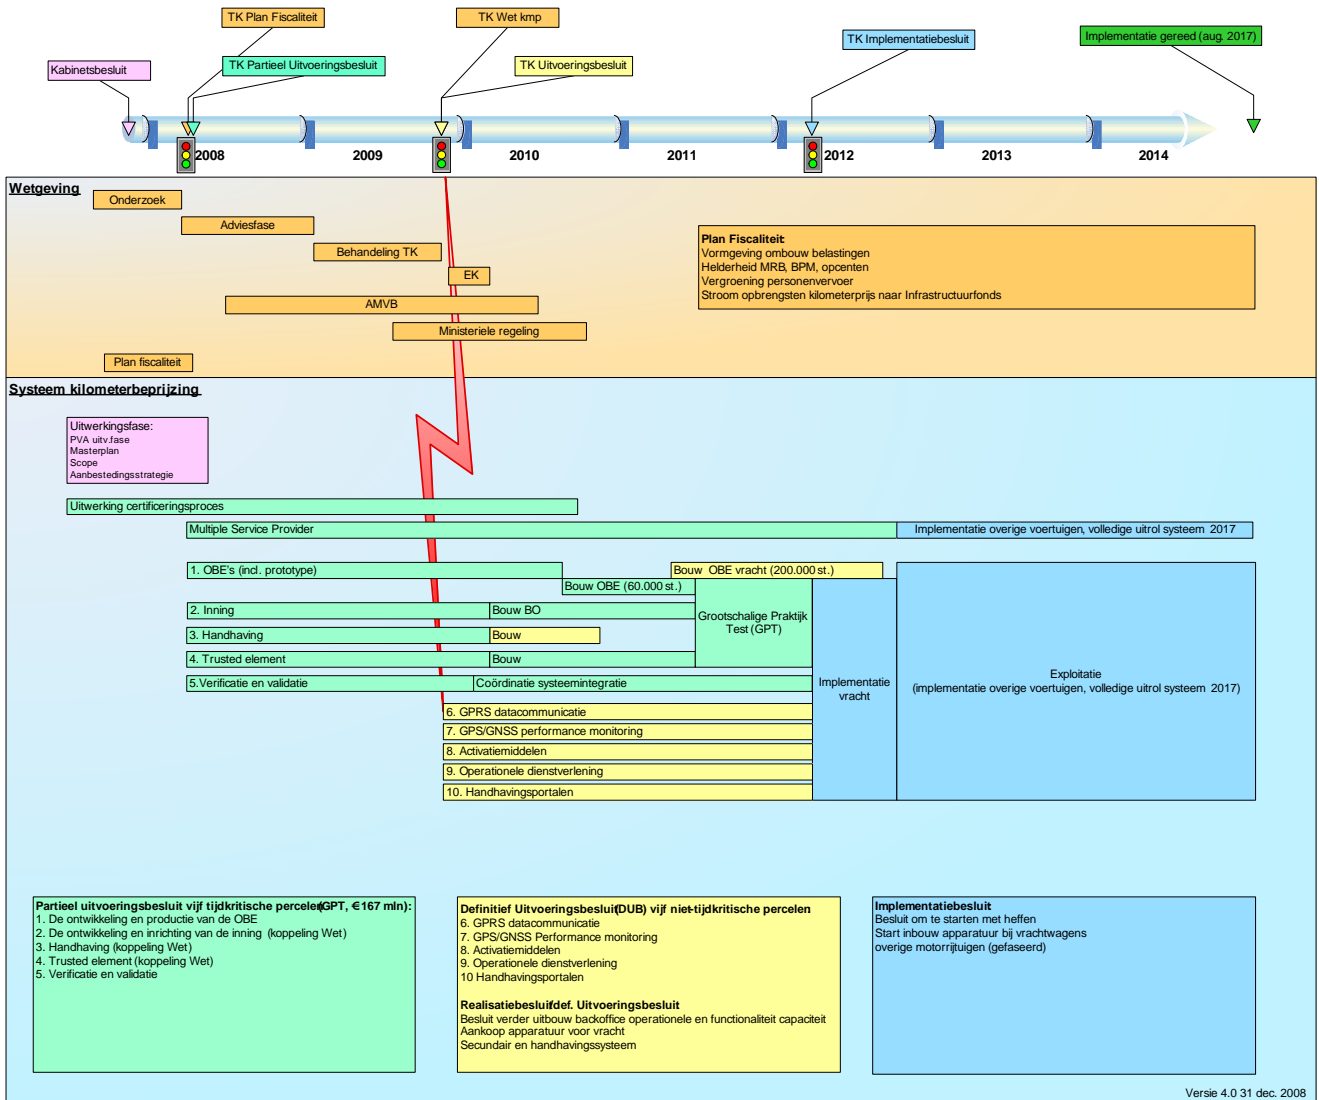 TK Plan Fiscaliteit
TK Wet kmp
TK Implementatiebesluit
Implementatie gereed (aug. 2017)
Kabinetsbesluit
TK Partieel Uitvoeringsbesluit
TK Uitvoeringsbesluit
2008
2009
2010
2011
2012
2013
2014
Wetgeving
Onderzoek
Adviesfase
Behandeling TK
EK
AMVB
Ministeriele regeling
Plan fiscaliteit
Plan Fiscaliteit:
Vormgeving ombouw belastingen
Helderheid MRB, BPM, opcenten
Vergroening personenvervoer
Stroom opbrengsten kilometerprijs naar Infrastructuurfonds
Systeem kilometerbeprijzing
Uitwerkingsfase:
PVA uitv.fase
Masterplan
Scope
Aanbestedingsstrategie
Uitwerking certificeringsproces
Multiple Service Provider
Implementatie overige voertuigen, volledige uitrol systeem 2017
1. OBE's (incl. prototype)
Bouw OBE vracht (200.000 st.)
Bouw OBE (60.000 st.)
2. Inning
Bouw BO
Grootschalige Praktijk
Test (GPT)
3. Handhaving
Bouw
4. Trusted element
Bouw
5.Verificatie en validatie
Coördinatie systeemintegratie
Implementatie
vracht
Exploitatie
(implementatie overige voertuigen, volledige uitrol systeem 2017)
6. GPRS datacommunicatie
7. GPS/GNSS performance monitoring
8. Activatiemiddelen
9. Operationele dienstverlening
10. Handhavingsportalen
Partieel uitvoeringsbesluit vijf tijdkritische percelen(GPT, € 167 mln):
1. De ontwikkeling en productie van de OBE
2. De ontwikkeling en inrichting van de inning (koppeling Wet)
3. Handhaving (koppeling Wet)
4. Trusted element (koppeling Wet)
5. Verificatie en validatie
Definitief Uitvoeringsbesluit(DUB) vijf niet-tijdkritische percelen
6. GPRS datacommunicatie
7. GPS/GNSS Performance monitoring
8. Activatiemiddelen
9. Operationele dienstverlening
10 Handhavingsportalen
Realisatiebesluit/def. Uitvoeringsbesluit
Besluit verder uitbouw backoffice operationele en functionaliteit capaciteit
Aankoop apparatuur voor vracht
Secundair en handhavingssysteem
Implementatiebesluit
Besluit om te starten met heffen
Start inbouw apparatuur bij vrachtwagens
overige motorrijtuigen (gefaseerd)
Versie 4.0 31 dec. 2008